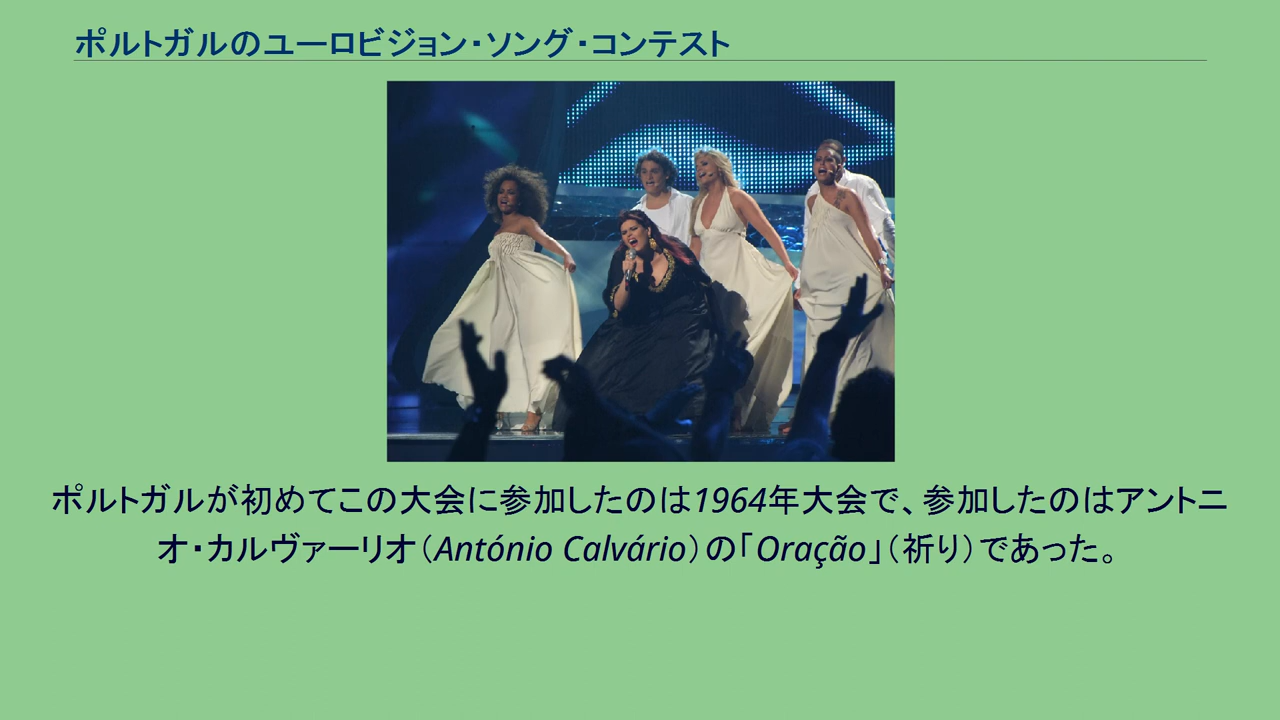 ポルトガルのユーロビジョン・ソング・コンテスト
ポルトガルが初めてこの大会に参加したのは1964年大会で、参加したのはアントニ
オ・カルヴァーリオ（António Calvário）の「Oração」（祈り）であった。